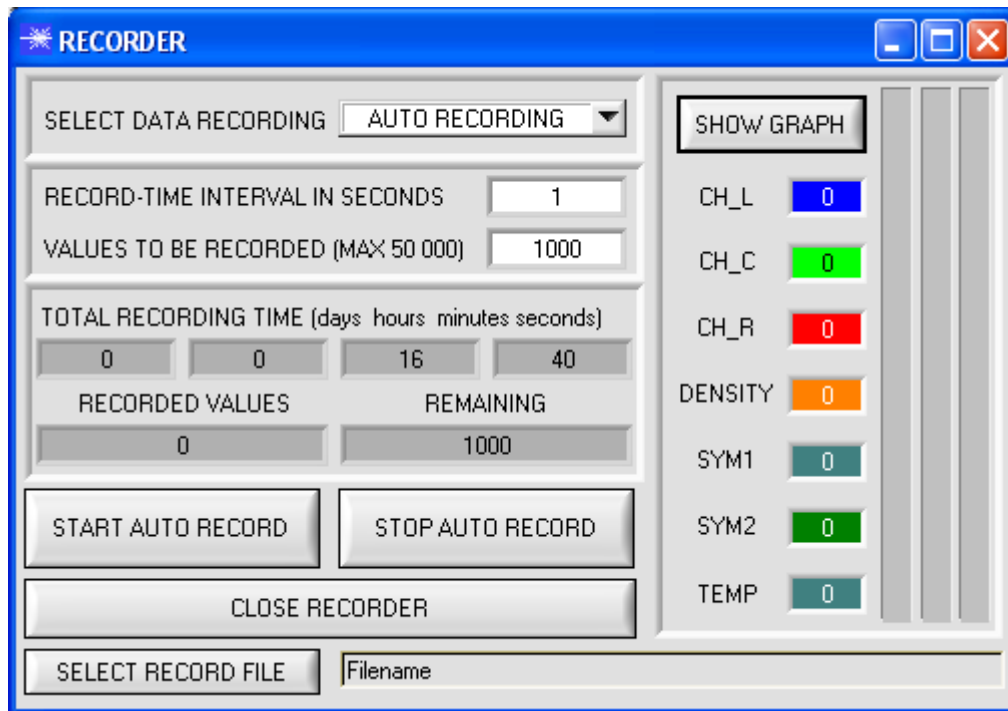 RECORDER
SELECT DATA RECORDING AUTO RECORDING
RECORD-TIME INTERVAL IN SECONDS 1
VALUES TO BE RECORDED (MAX 50 000) 1000
TOTAL RECORDING TIME (days hours minutes seconds)
0 0 16 40
RECORDED VALUES REMAINING
0 1000
START AUTO RECORD STOP AUTO RECORD
CLOSE RECORDER
SELECT RECORD FILE Filename
SHOW GRAPH
CH_L 0
CH_C 0
CH_R 0
DENSITY 0
SYM1 0
SYM2 0
TEMP 0